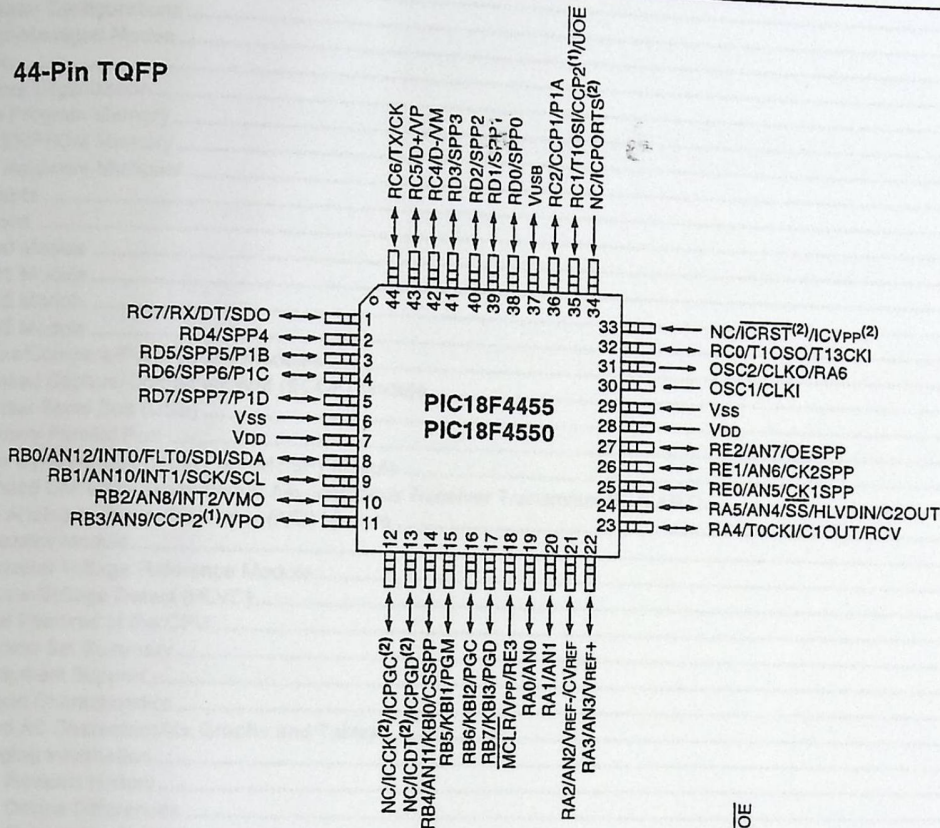 44-Pin TQFP
RC6/TX/CK
RC5/D+/VP
RC4/D-/VM
RD3/SPP3
RD2/SPP2
RD1/SPP1
RD0/SPP0
VUSB
RC2/CCP1/P1A
RC1/T1OSI/CCP2(1)/UOE
NC/ICPORTS(2)
44 43 42 41 40 39 38 37 36 35 34
RC7/RX/DT/SDO 1
RD4/SPP4 2
RD5/SPP5/P1B 3
RD6/SPP6/P1C 4
RD7/SPP7/P1D 5
VSS 6
VDD 7
RB0/AN12/INT0/FLT0/SDI/SDA 8
RB1/AN10/INT1/SCK/SCL 9
RB2/AN8/INT2/VMO 10
RB3/AN9/CCP2(1)/VPO 11
PIC18F4455
PIC18F4550
33 NC/ICRST(2)/ICVPP(2)
32 RC0/T1OSO/T13CKI
31 OSC2/CLKO/RA6
30 OSC1/CLKI
29 VSS
28 VDD
27 RE2/AN7/OESPP
26 RE1/AN6/CK2SPP
25 RE0/AN5/CK1SPP
24 RA5/AN4/SS/HLVDIN/C2OUT
23 RA4/T0CKI/C1OUT/RCV
12 13 14 15 16 17 18 19 20 21 22
NC/ICCK(2)/ICPGC(2)
NC/ICDT(2)/ICPGD(2)
RB4/AN11/KBI0/CSSPP
RB5/KBI1/PGM
RB6/KBI2/PGC
RB7/KBI3/PGD
MCLR/VPP/RE3
RA0/AN0
RA1/AN1
RA2/AN2/VREF-/CVREF
RA3/AN3/VREF+
OE